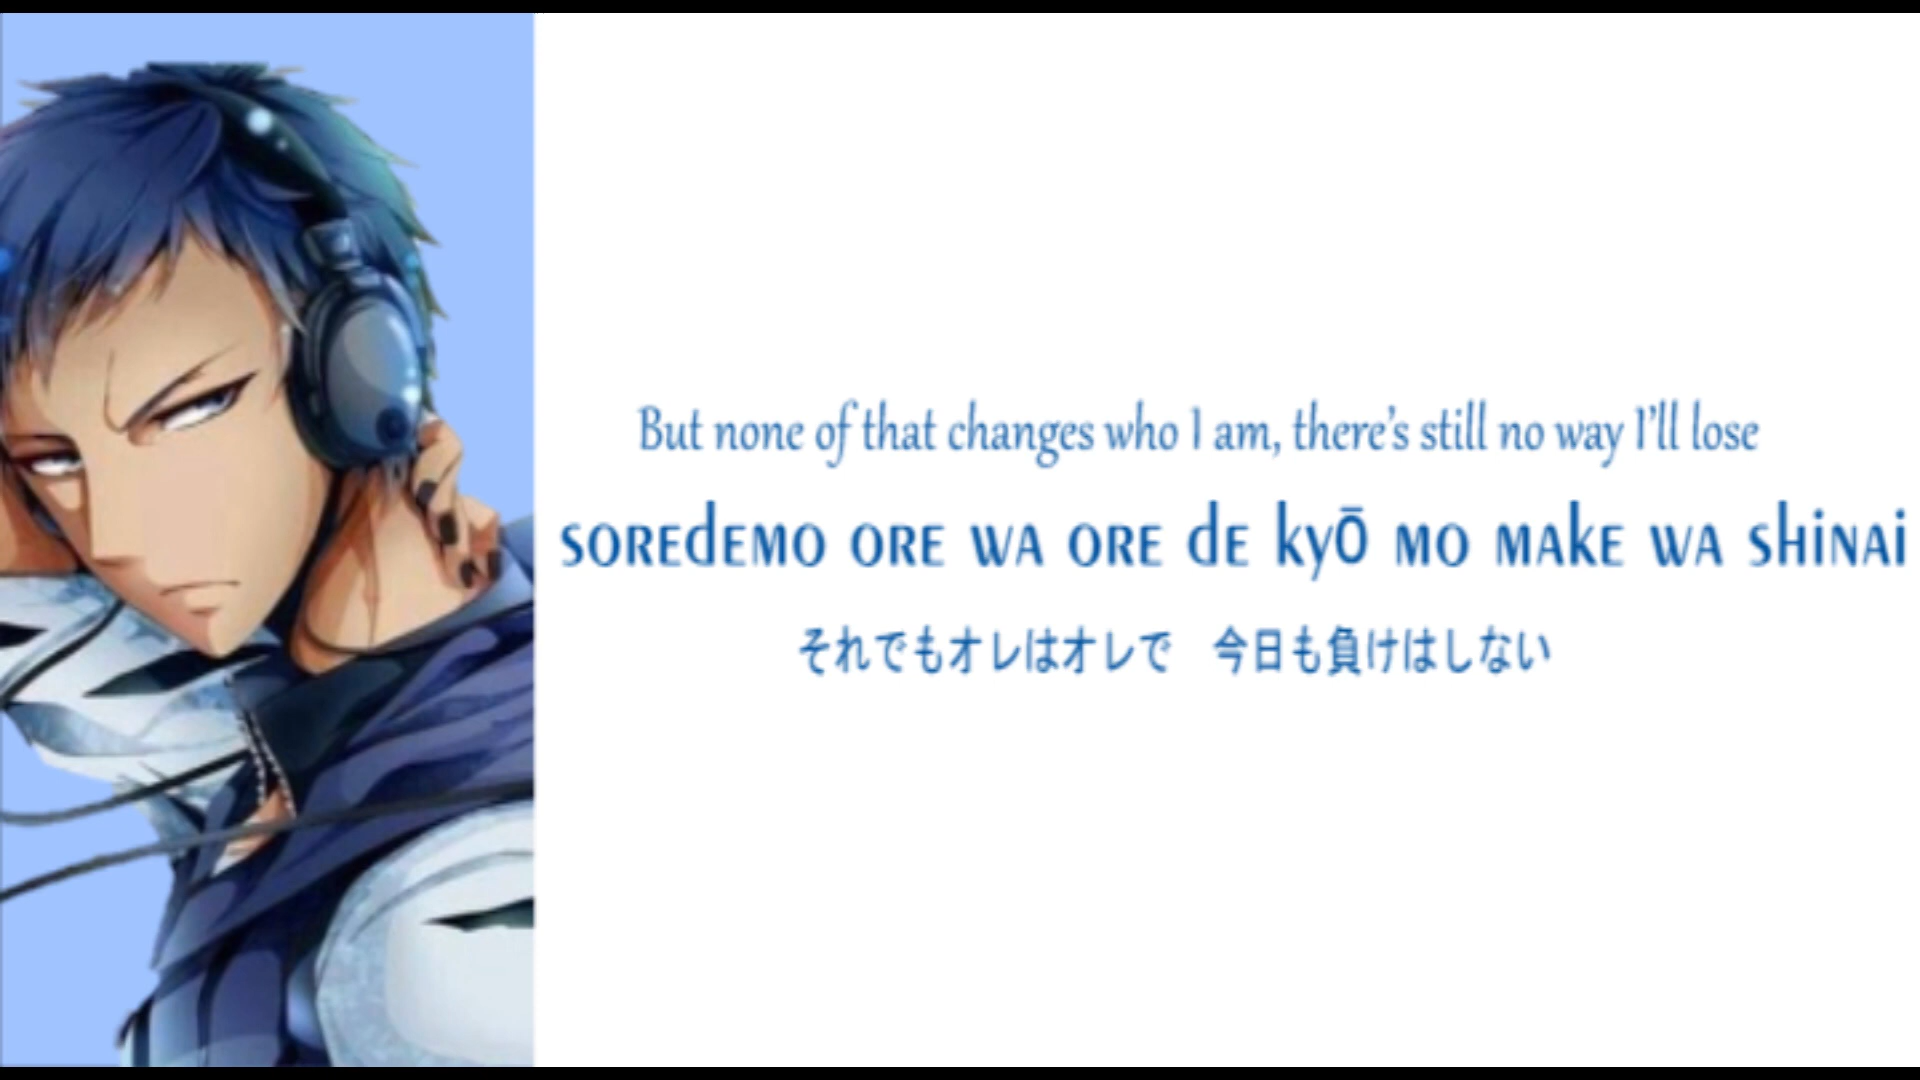 But none of that changes who I am, there's still no way I'll lose
soredemo ore wa ore de kyō mo make wa shinai
それでもオレはオレで　今日も負けはしない